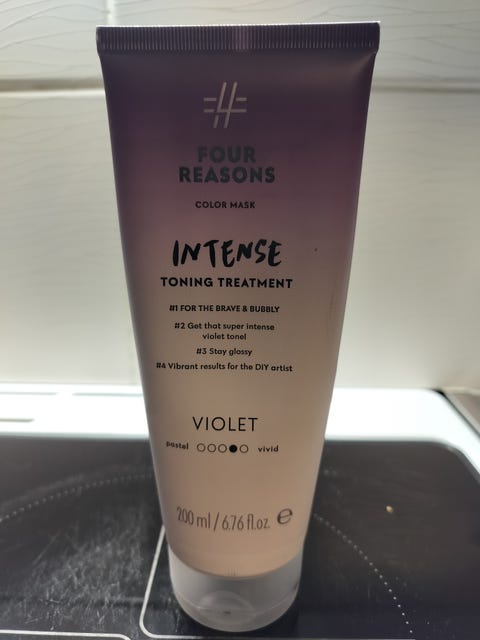 FOUR
REASONS
COLOR MASK
INTENSE
TONING TREATMENT
#1 FOR THE BRAVE & BUBBLY
#2 Get that super intense
violet tone!
#3 Stay glossy
#4 Vibrant results for the DIY artist
VIOLET
pastel ○○○●○ vivid
200 ml / 6.76 fl.oz. ℮